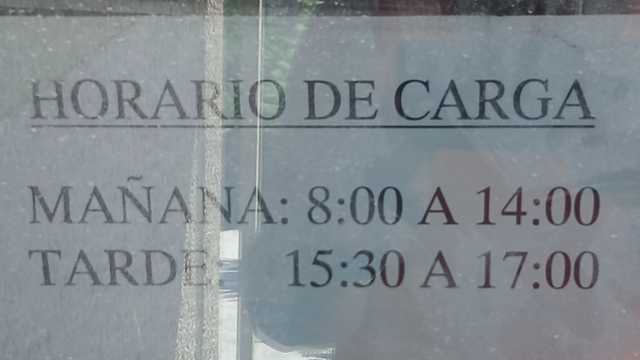 HORARIO DE CARGA
MAÑANA: 8:00 A 14:00
TARDE: 15:30 A 17:00